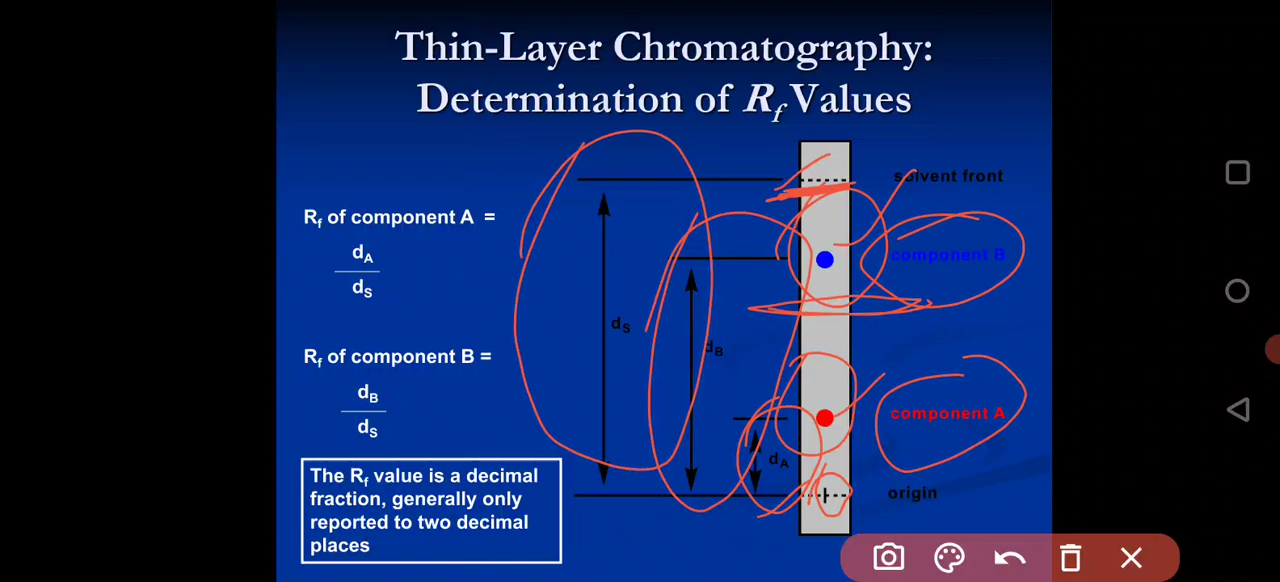 Thin-Layer Chromatography:
Determination of Rf Values
solvent front
Rf of component A =
dA
dS
component B
dS
dB
Rf of component B =
dB
dS
component A
dA
The Rf value is a decimal
fraction, generally only
reported to two decimal
places
origin